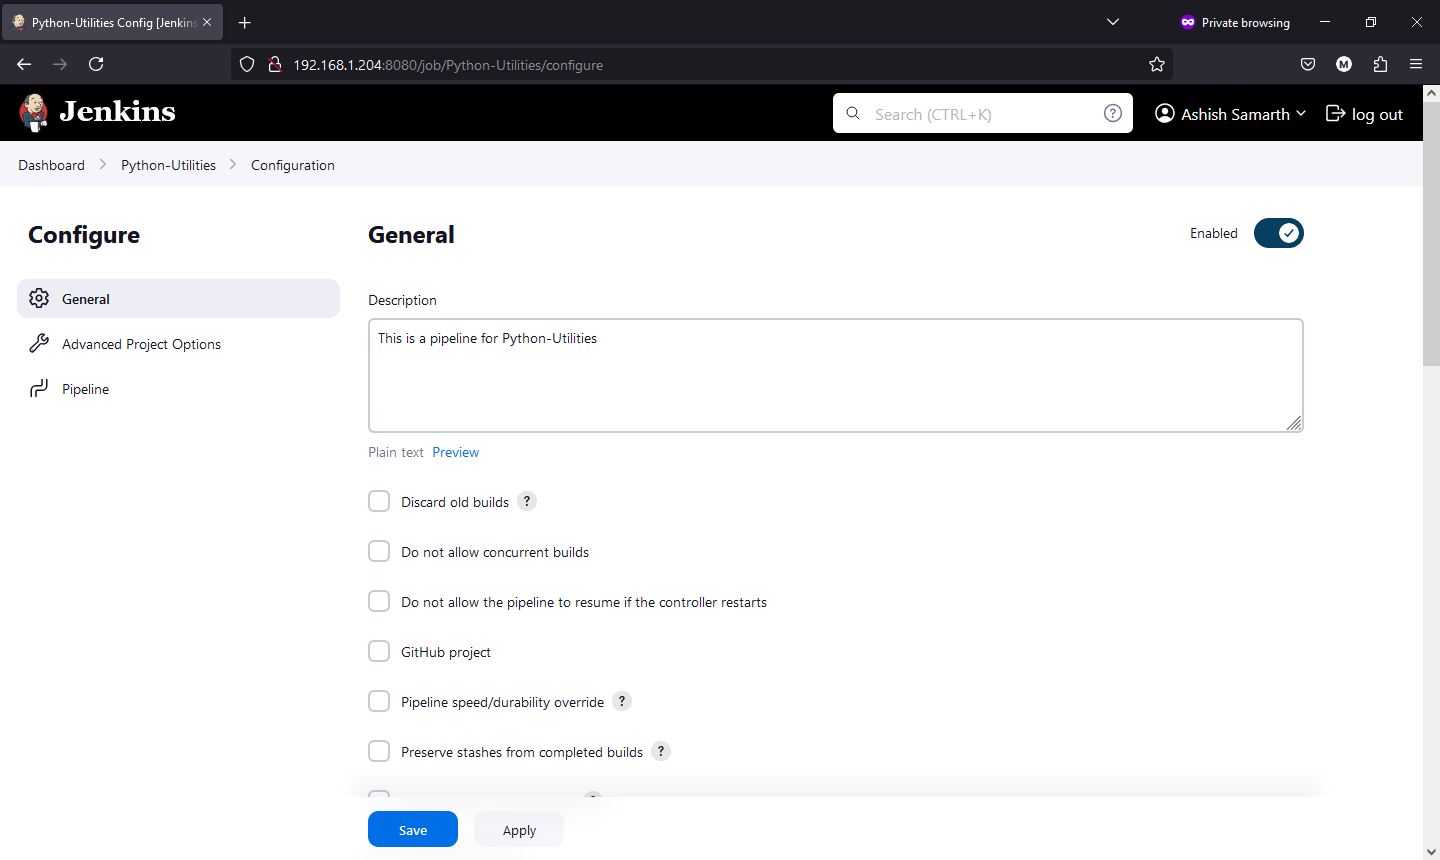 Python-Utilities Config [Jenkins
Private browsing
192.168.1.204:8080/job/Python-Utilities/configure
M
Jenkins
Search (CTRL+K)
?
Ashish Samarth
log out
Dashboard
Python-Utilities
Configuration
Configure
General
Advanced Project Options
Pipeline
General
Enabled
Description
This is a pipeline for Python-Utilities
Plain text Preview
Discard old builds ?
Do not allow concurrent builds
Do not allow the pipeline to resume if the controller restarts
GitHub project
Pipeline speed/durability override ?
Preserve stashes from completed builds ?
Save
Apply